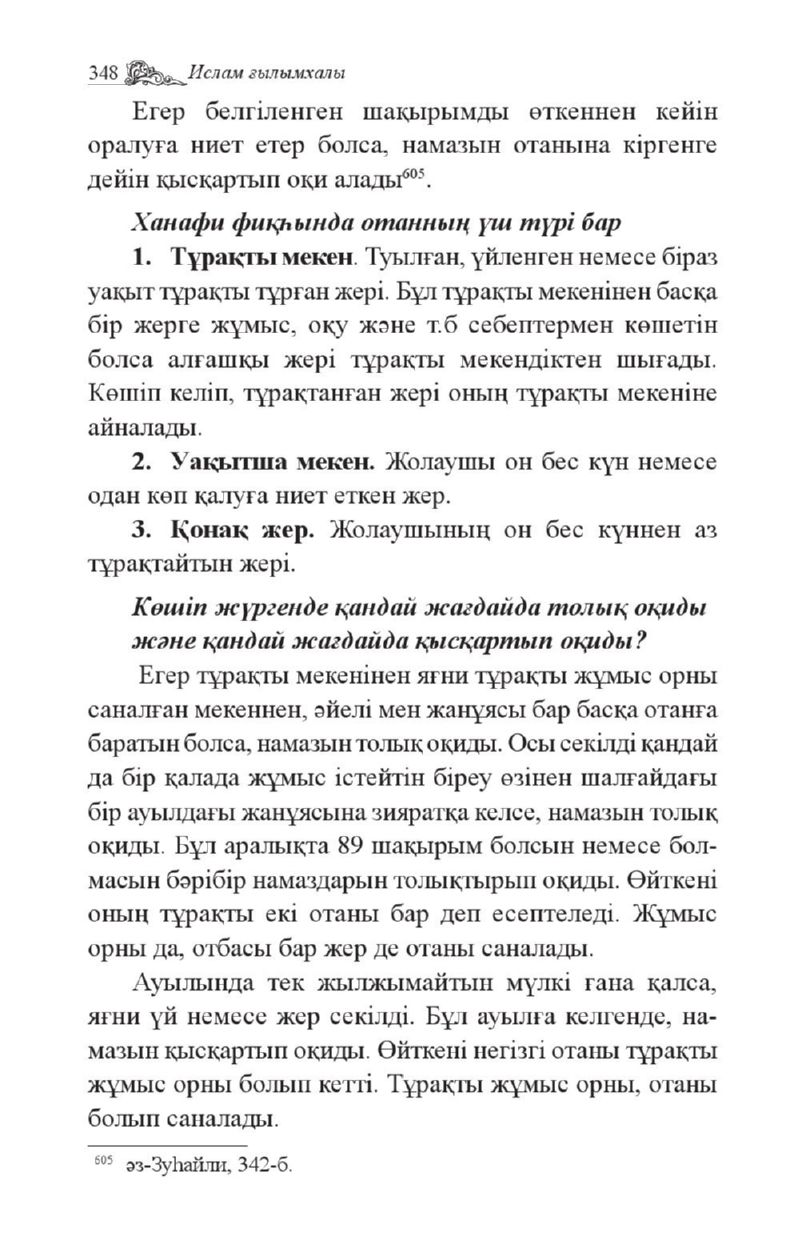 348 Ислам ғылымхалы
Егер белгіленген шақырымды өткеннен кейін
оралуға ниет етер болса, намазын отанына кіргенге
дейін қысқартып оқи алады⁶⁰⁵.
Ханафи фиқһында отанның үш түрі бар
1. Тұрақты мекен. Туылған, үйленген немесе біраз
уақыт тұрақты тұрған жері. Бұл тұрақты мекенінен басқа
бір жерге жұмыс, оқу және т.б себептермен көшетін
болса алғашқы жері тұрақты мекендіктен шығады.
Көшіп келіп, тұрақтанған жері оның тұрақты мекеніне
айналады.
2. Уақытша мекен. Жолаушы он бес күн немесе
одан көп қалуға ниет еткен жер.
3. Қонақ жер. Жолаушының он бес күннен аз
тұрақтайтын жері.
Көшіп жүргенде қандай жағдайда толық оқиды
және қандай жағдайда қысқартып оқиды?
Егер тұрақты мекенінен яғни тұрақты жұмыс орны
саналған мекеннен, әйелі мен жанұясы бар басқа отанға
баратын болса, намазын толық оқиды. Осы секілді қандай
да бір қалада жұмыс істейтін біреу өзінен шалғайдағы
бір ауылдағы жанұясына зияратқа келсе, намазын толық
оқиды. Бұл аралықта 89 шақырым болсын немесе бол-
масын бәрібір намаздарын толықтырып оқиды. Өйткені
оның тұрақты екі отаны бар деп есептеледі. Жұмыс
орны да, отбасы бар жер де отаны саналады.
Ауылында тек жылжымайтын мүлкі ғана қалса,
яғни үй немесе жер секілді. Бұл ауылға келгенде, на-
мазын қысқартып оқиды. Өйткені негізгі отаны тұрақты
жұмыс орны болып кетті. Тұрақты жұмыс орны, отаны
болып саналады.
⁶⁰⁵ әз-Зуһайли, 342-б.